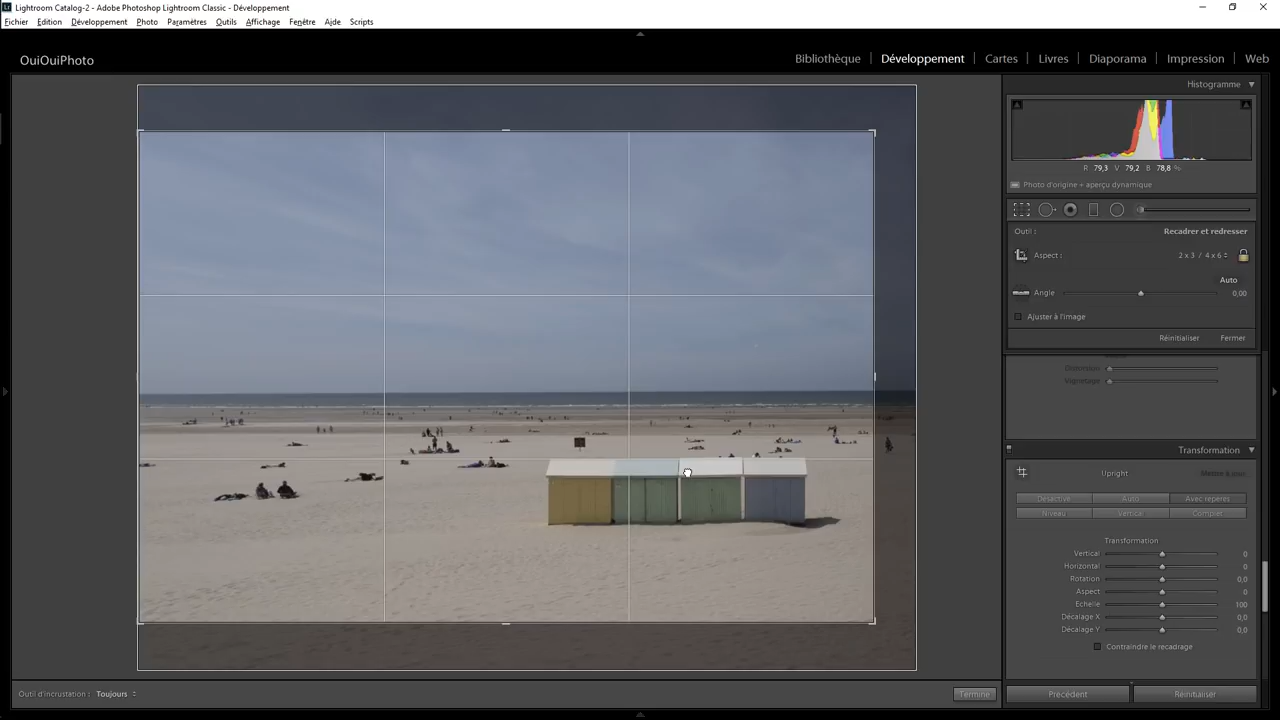 Lightroom Catalog-2 - Adobe Photoshop Lightroom Classic - Développement
Fichier Edition Développement Photo Paramètres Outils Affichage Fenêtre Aide Scripts
OuiOuiPhoto
Bibliothèque Développement Cartes Livres Diaporama Impression Web
Histogramme
R 79,3 V 79,2 B 78,8 %
Photo d'origine + aperçu dynamique
Outil : Recadrer et redresser
Aspect : 2 x 3 / 4 x 6
Auto
Angle 0,00
Ajuster à l'image
Réinitialiser Fermer
Distorsion
Vignetage
Transformation
Upright Mettre à jour
Désactivé Auto Avec repères
Niveau Vertical Complet
Transformation
Vertical 0
Horizontal 0
Rotation 0,0
Aspect 0
Echelle 100
Décalage X 0,0
Décalage Y 0,0
Contraindre le recadrage
Outil d'incrustation : Toujours Terminé
Précédent Réinitialiser